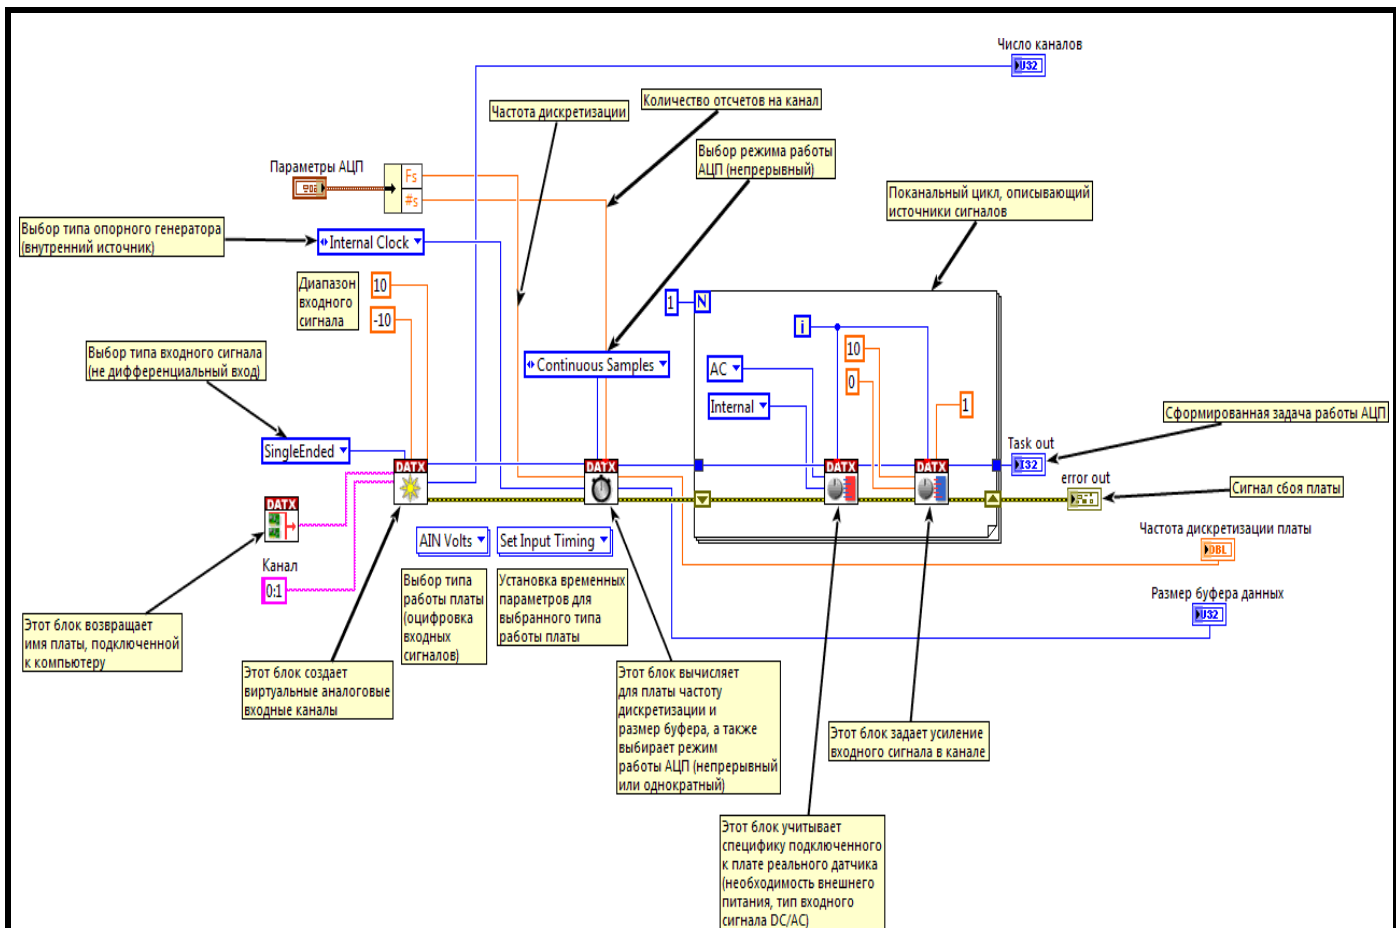 Число каналов
U32
Количество отсчетов на канал
Частота дискретизации
Выбор режима работы
АЦП (непрерывный)
Параметры АЦП
Fs
#s
Поканальный цикл, описывающий
источники сигналов
Выбор типа опорного генератора
(внутренний источник)
Internal Clock
Диапазон
входного
сигнала
10
-10
1
N
i
Выбор типа входного сигнала
(не дифференциальный вход)
Continuous Samples
AC
10
0
Internal
1
Сформированная задача работы АЦП
SingleEnded
Task out
I32
DATX
DATX
DATX
DATX
error out
Сигнал сбоя платы
DATX
Частота дискретизации платы
DBL
AIN Volts
Set Input Timing
Канал
0:1
Выбор типа
работы платы
(оцифровка
входных
сигналов)
Установка временных
параметров для
выбранного типа
работы платы
Размер буфера данных
U32
Этот блок возвращает
имя платы, подключенной
к компьютеру
Этот блок создает
виртуальные аналоговые
входные каналы
Этот блок вычисляет
для платы частоту
дискретизации и
размер буфера, а также
выбирает режим
работы АЦП (непрерывный
или однократный)
Этот блок задает усиление
входного сигнала в канале
Этот блок учитывает
специфику подключенного
к плате реального датчика
(необходимость внешнего
питания, тип входного
сигнала DC/AC)